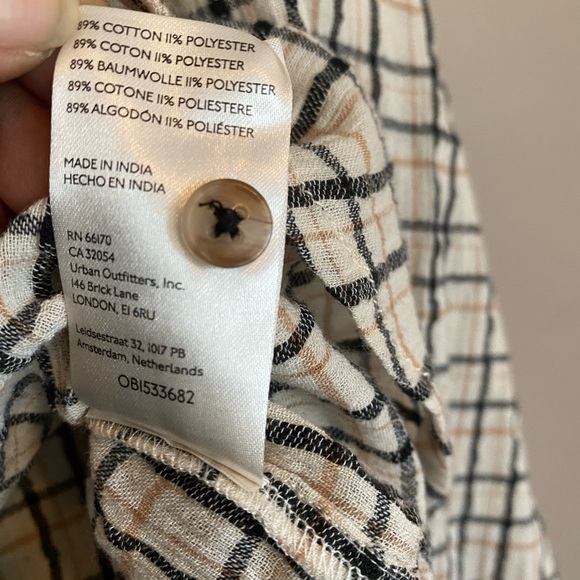 89% COTTON 11% POLYESTER
89% COTON 11% POLYESTER
89% BAUMWOLLE 11% POLYESTER
89% COTONE 11% POLIESTERE
89% ALGODÓN 11% POLIÉSTER
MADE IN INDIA
HECHO EN INDIA
RN 66170
CA 32054
Urban Outfitters, Inc.
146 Brick Lane
LONDON, E1 6RU
Leidsestraat 32, 1017 PB
Amsterdam, Netherlands
OB1533682